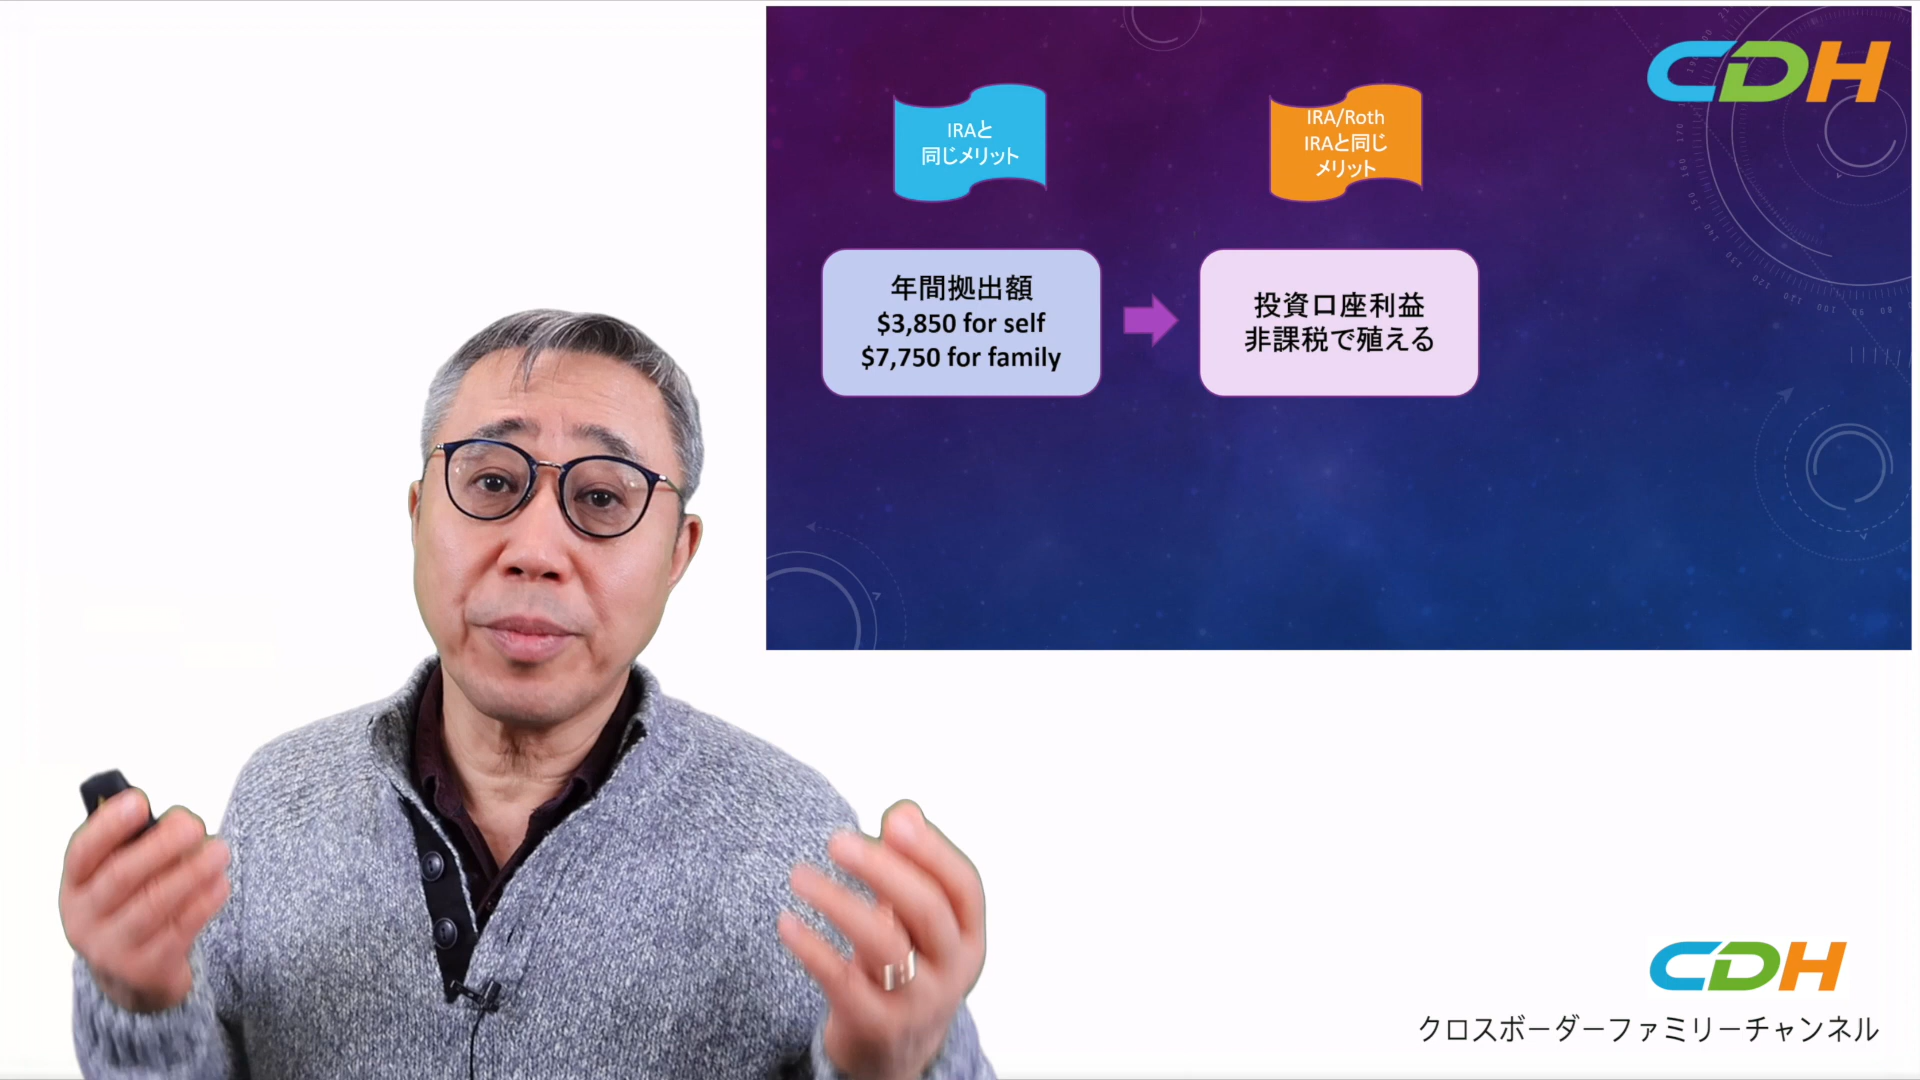 CDH
IRAと
同じメリット
IRA/Roth
IRAと同じ
メリット
年間拠出額
$3,850 for self
$7,750 for family
投資口座利益
非課税で殖える
CDH
クロスボーダーファミリーチャンネル